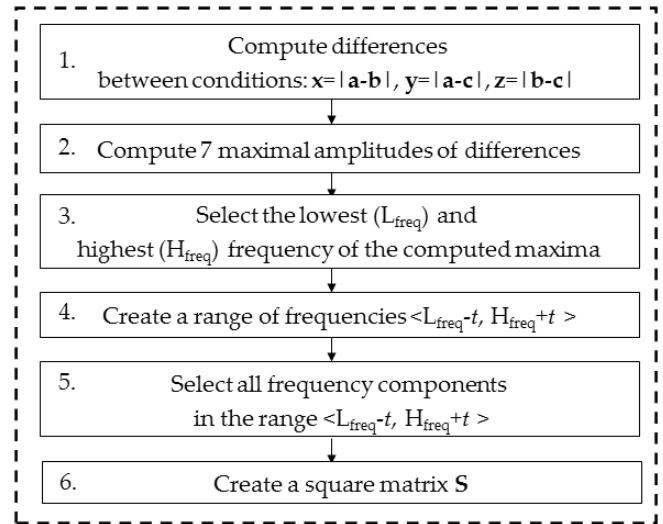 1. Compute differences
between conditions: x=|a-b|, y=|a-c|, z=|b-c|
2. Compute 7 maximal amplitudes of differences
3. Select the lowest (Lfreq) and
highest (Hfreq) frequency of the computed maxima
4. Create a range of frequencies <Lfreq-t, Hfreq+t >
5. Select all frequency components
in the range <Lfreq-t, Hfreq+t >
6. Create a square matrix S